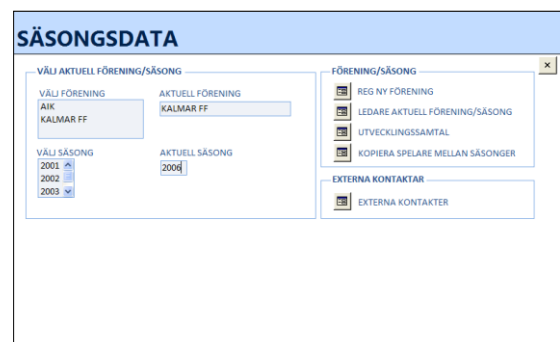 SÄSONGSDATA
VÄLJ AKTUELL FÖRENING/SÄSONG
VÄLJ FÖRENING
AIK
KALMAR FF
AKTUELL FÖRENING
KALMAR FF
VÄLJ SÄSONG
2001
2002
2003
AKTUELL SÄSONG
2006
FÖRENING/SÄSONG
REG NY FÖRENING
LEDARE AKTUELL FÖRENING/SÄSONG
UTVECKLINGSSAMTAL
KOPIERA SPELARE MELLAN SÄSONGER
EXTERNA KONTAKTAR
EXTERNA KONTAKTER